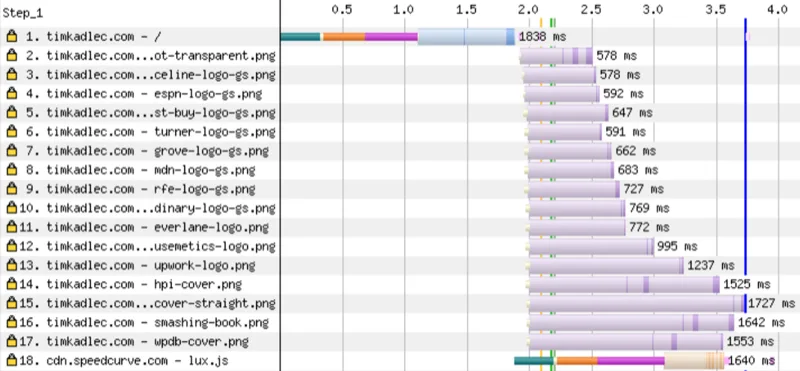 Step_1 0.5 1.0 1.5 2.0 2.5 3.0 3.5 4.0
1. timkadlec.com - / 1838 ms
2. timkadlec.com...ot-transparent.png 578 ms
3. timkadlec.com...celine-logo-gs.png 578 ms
4. timkadlec.com - espn-logo-gs.png 592 ms
5. timkadlec.com...st-buy-logo-gs.png 647 ms
6. timkadlec.com - turner-logo-gs.png 591 ms
7. timkadlec.com - grove-logo-gs.png 662 ms
8. timkadlec.com - mdn-logo-gs.png 683 ms
9. timkadlec.com - rfe-logo-gs.png 727 ms
10. timkadlec.com...dinary-logo-gs.png 769 ms
11. timkadlec.com - everlane-logo.png 772 ms
12. timkadlec.com...usemetics-logo.png 995 ms
13. timkadlec.com - upwork-logo.png 1237 ms
14. timkadlec.com - hpi-cover.png 1525 ms
15. timkadlec.com...cover-straight.png 1727 ms
16. timkadlec.com - smashing-book.png 1642 ms
17. timkadlec.com - wpdb-cover.png 1553 ms
18. cdn.speedcurve.com - lux.js 1640 ms